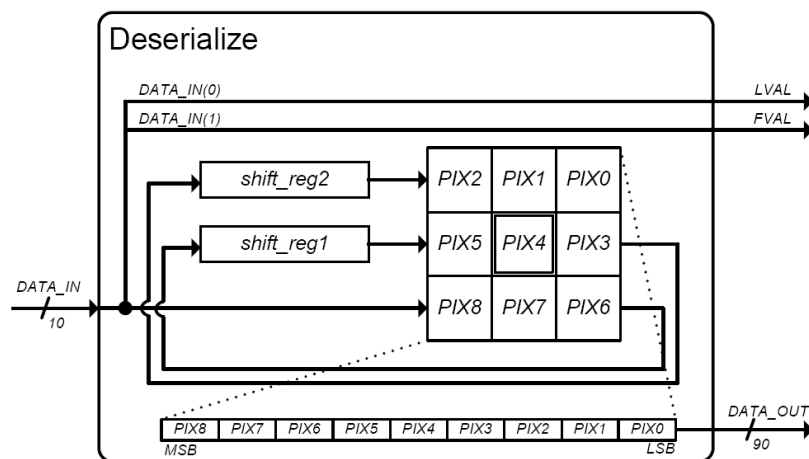 Deserialize
DATA_IN(0) LVAL
DATA_IN(1) FVAL
shift_reg2 PIX2 PIX1 PIX0
shift_reg1 PIX5 PIX4 PIX3
DATA_IN PIX8 PIX7 PIX6
10
PIX8 PIX7 PIX6 PIX5 PIX4 PIX3 PIX2 PIX1 PIX0 DATA_OUT
MSB LSB 90